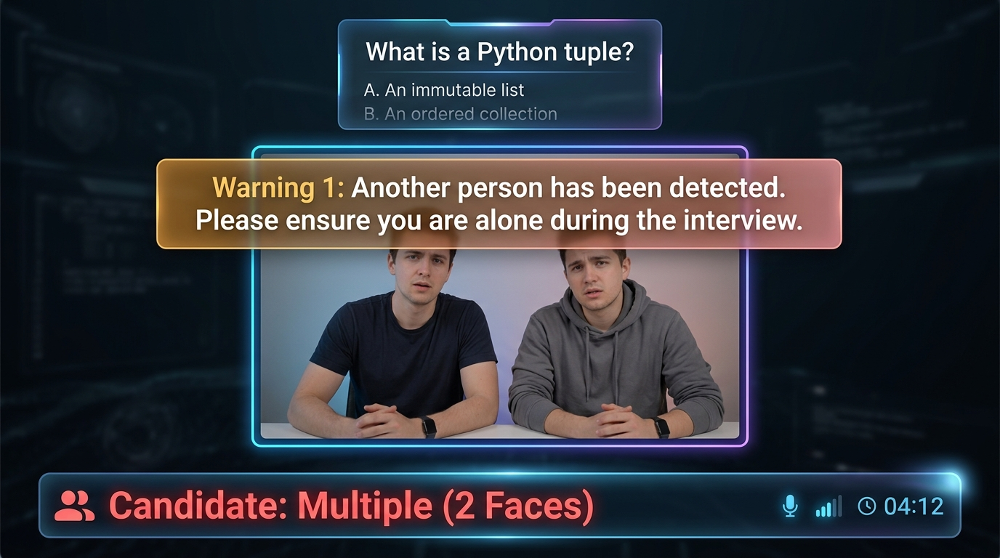 What is a Python tuple?
A. An immutable list
B. An ordered collection
Warning 1: Another person has been detected.
Please ensure you are alone during the interview.
Candidate: Multiple (2 Faces)
04:12